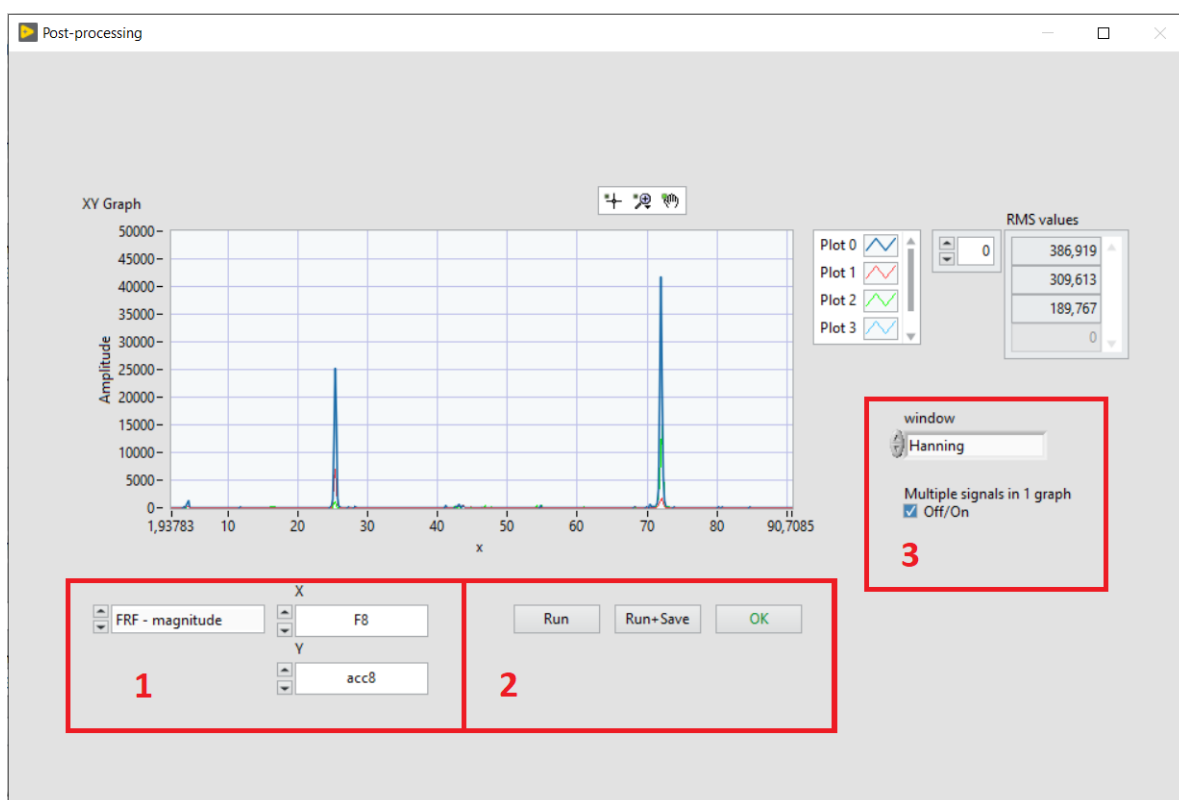 Post-processing
XY Graph
RMS values
50000
45000
40000
35000
30000
25000
20000
15000
10000
5000
0
Amplitude
1,93783 10 20 30 40 50 60 70 80 90,7085
x
Plot 0
Plot 1
Plot 2
Plot 3
0
386,919
309,613
189,767
0
window
Hanning
Multiple signals in 1 graph
Off/On
3
FRF - magnitude
X
F8
Y
acc8
1
Run Run+Save OK
2